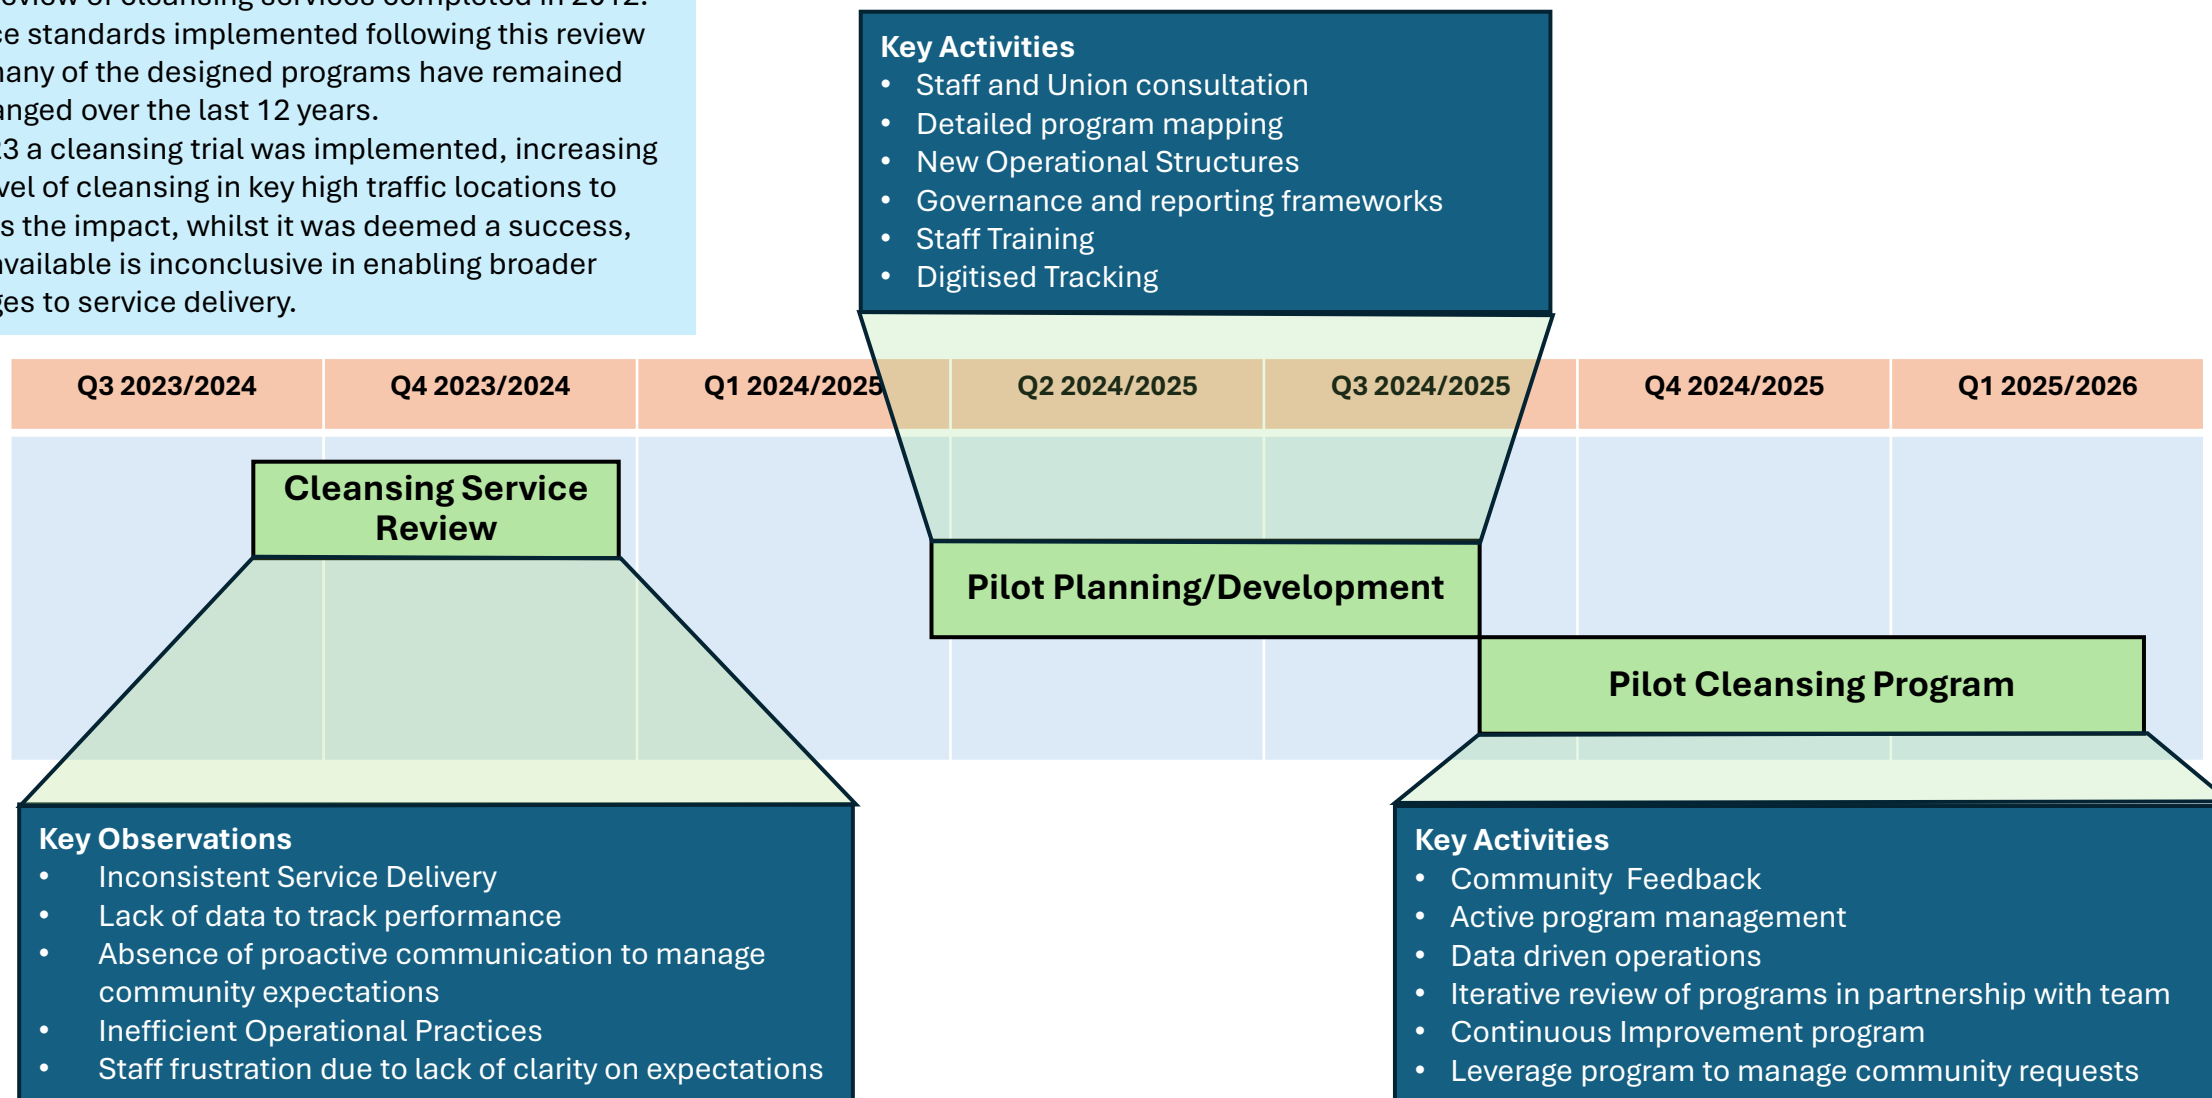 of cleansing services completed in 2012.
standards implemented following this review
of the designed programs have remained
over the last 12 years.
a cleansing trial was implemented, increasing
of cleansing in key high traffic locations to
the impact, whilst it was deemed a success,
available is inconclusive in enabling broader
to service delivery.
Key Activities
• Staff and Union consultation
• Detailed program mapping
• New Operational Structures
• Governance and reporting frameworks
• Staff Training
• Digitised Tracking
Q3 2023/2024 Q4 2023/2024 Q1 2024/2025 Q2 2024/2025 Q3 2024/2025 Q4 2024/2025 Q1 2025/2026
Cleansing Service
Review
Pilot Planning/Development
Pilot Cleansing Program
Key Observations
• Inconsistent Service Delivery
• Lack of data to track performance
• Absence of proactive communication to manage
community expectations
• Inefficient Operational Practices
• Staff frustration due to lack of clarity on expectations
Key Activities
• Community Feedback
• Active program management
• Data driven operations
• Iterative review of programs in partnership with team
• Continuous Improvement program
• Leverage program to manage community requests